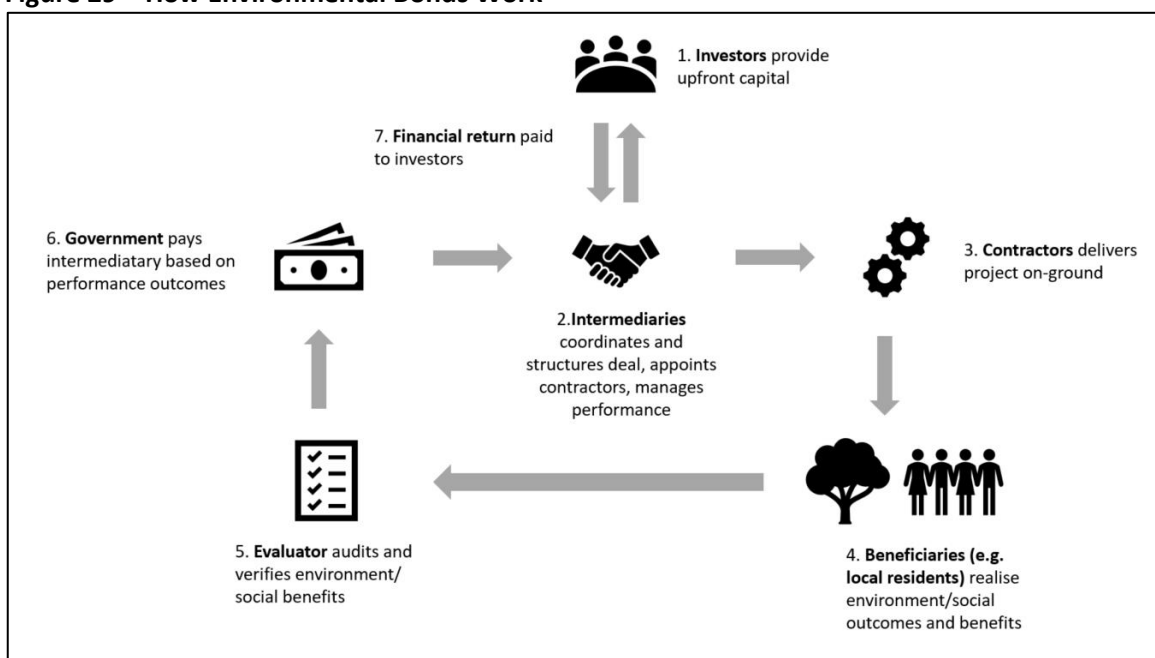 1. Investors provide
upfront capital
7. Financial return paid
to investors
6. Government pays
intermediatary based on
performance outcomes
3. Contractors delivers
project on-ground
2.Intermediaries
coordinates and
structures deal, appoints
contractors, manages
performance
5. Evaluator audits and
verifies environment/
social benefits
4. Beneficiaries (e.g.
local residents) realise
environment/social
outcomes and benefits